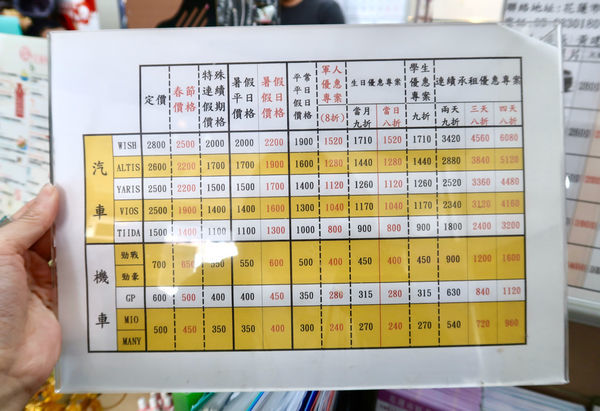 聯絡地址:花蓮市
定價
春節價格
特殊連續假期價格
暑假平日價格
暑假假日價格
平常日假日價格
軍人優惠專案
(8折)
生日優惠專案
當月九折
當日八折
學生優惠專案
九折
連續承租優惠專案
兩天九折
三天八折
四天八折
汽車
WISH 2800 2500 2000 2000 2200 1900 1520 1710 1520 1710 3420 4560 6080
ALTIS 2600 2200 1700 1700 1900 1600 1280 1440 1280 1440 2880 3840 5120
YARIS 2500 2200 1500 1500 1700 1400 1120 1260 1120 1260 2520 3360 4480
VIOS 2500 1900 1400 1400 1600 1300 1040 1170 1040 1170 2340 3120 4160
TIIDA 1500 1400 1100 1100 1300 1000 800 900 800 900 1800 2400 3200
機車
勁戰
勁豪
700 650 550 550 600 500 400 450 400 450 900 1200 1600
GP 600 500 400 400 450 350 280 315 280 315 630 840 1120
MIO
MANY
500 450 350 350 400 300 240 270 240 270 540 720 960